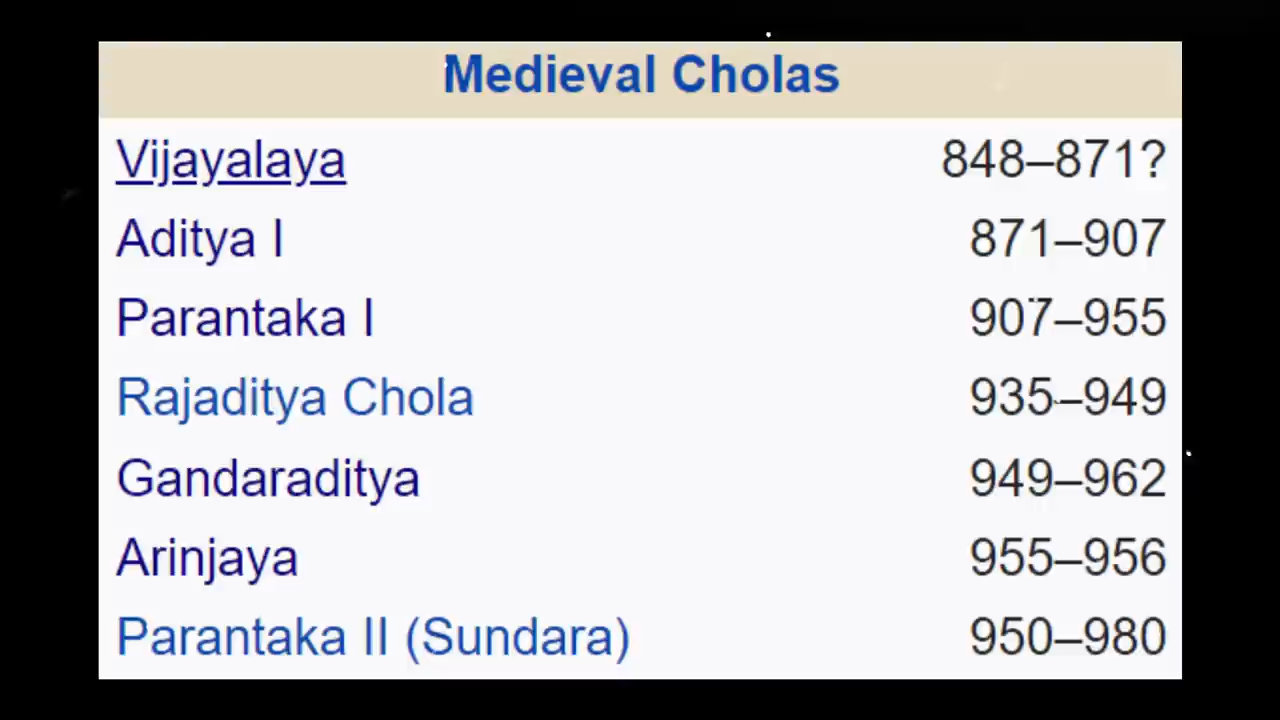 Medieval Cholas
Vijayalaya 848–871?
Aditya I 871–907
Parantaka I 907–955
Rajaditya Chola 935–949
Gandaraditya 949–962
Arinjaya 955–956
Parantaka II (Sundara) 950–980